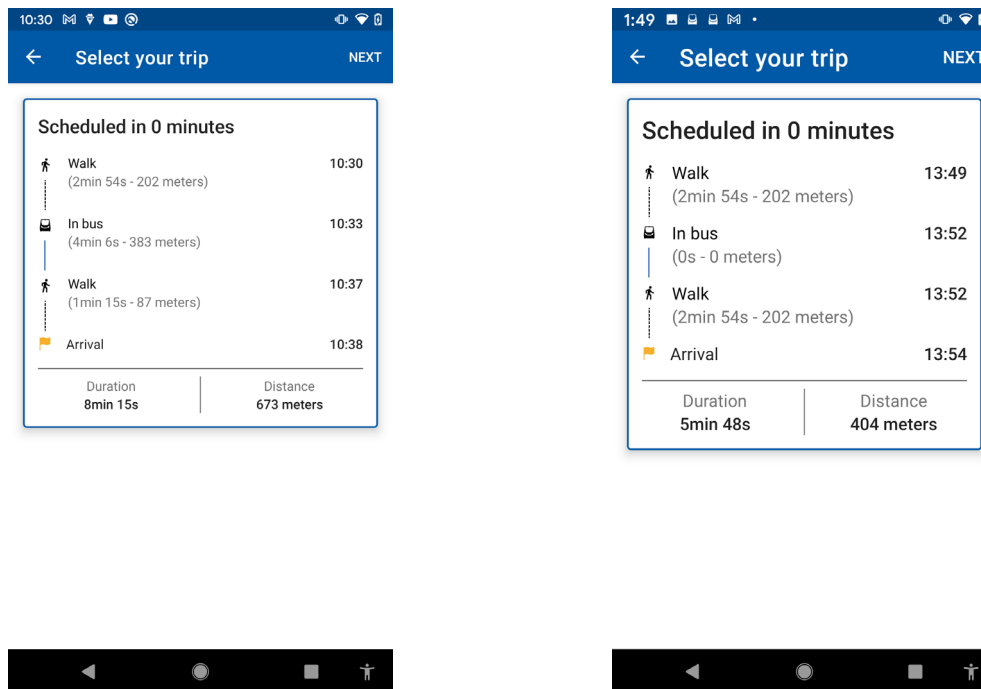 10:30
Select your trip
NEXT
Scheduled in 0 minutes
Walk 10:30
(2min 54s - 202 meters)
In bus 10:33
(4min 6s - 383 meters)
Walk 10:37
(1min 15s - 87 meters)
Arrival 10:38
Duration Distance
8min 15s 673 meters
1:49
Select your trip
NEXT
Scheduled in 0 minutes
Walk 13:49
(2min 54s - 202 meters)
In bus 13:52
(0s - 0 meters)
Walk 13:52
(2min 54s - 202 meters)
Arrival 13:54
Duration Distance
5min 48s 404 meters